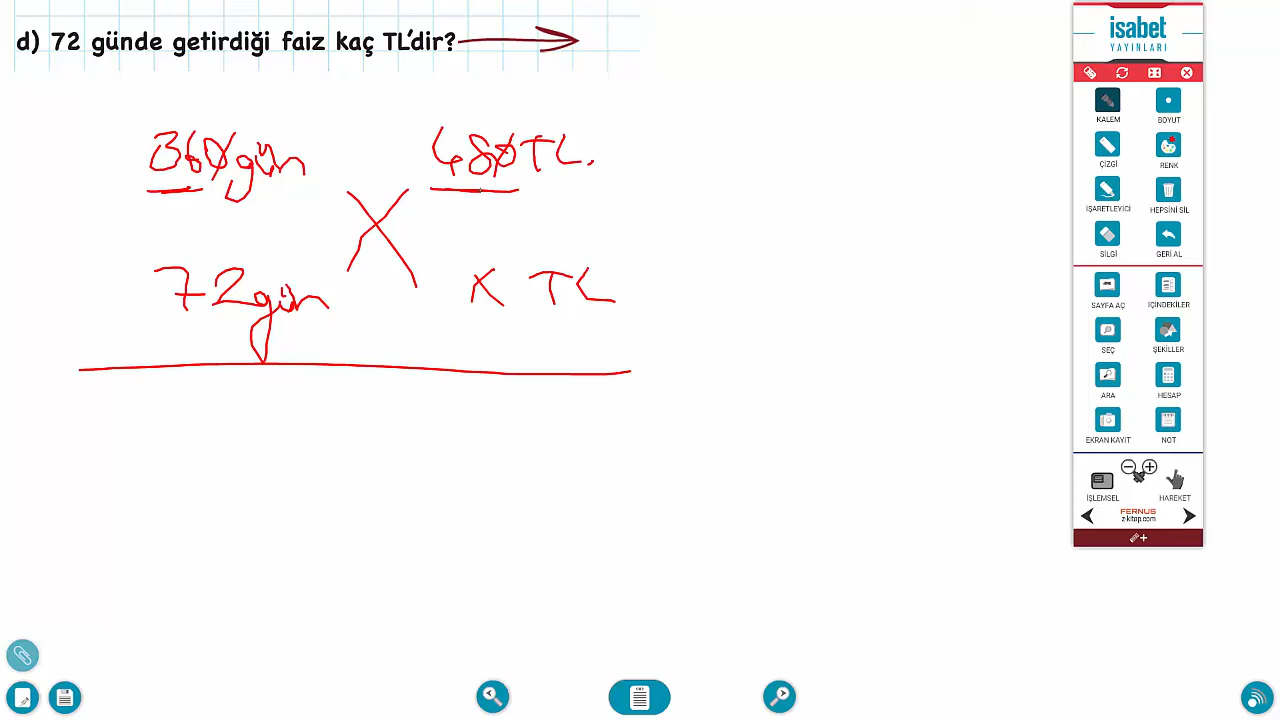 d) 72 günde getirdiği faiz kaç TL'dir?
360 gün 480 TL.
72 gün x TL
isabet
YAYINLARI
KALEM BOYUT
ÇİZGİ RENK
İŞARETLEYİCİ HEPSİNİ SİL
SİLGİ GERİ AL
SAYFA AÇ İÇİNDEKİLER
SEÇ ŞEKİLLER
ARA HESAP
EKRAN KAYIT NOT
İŞLEMSEL HAREKET
FERNUS
z-kitap.com